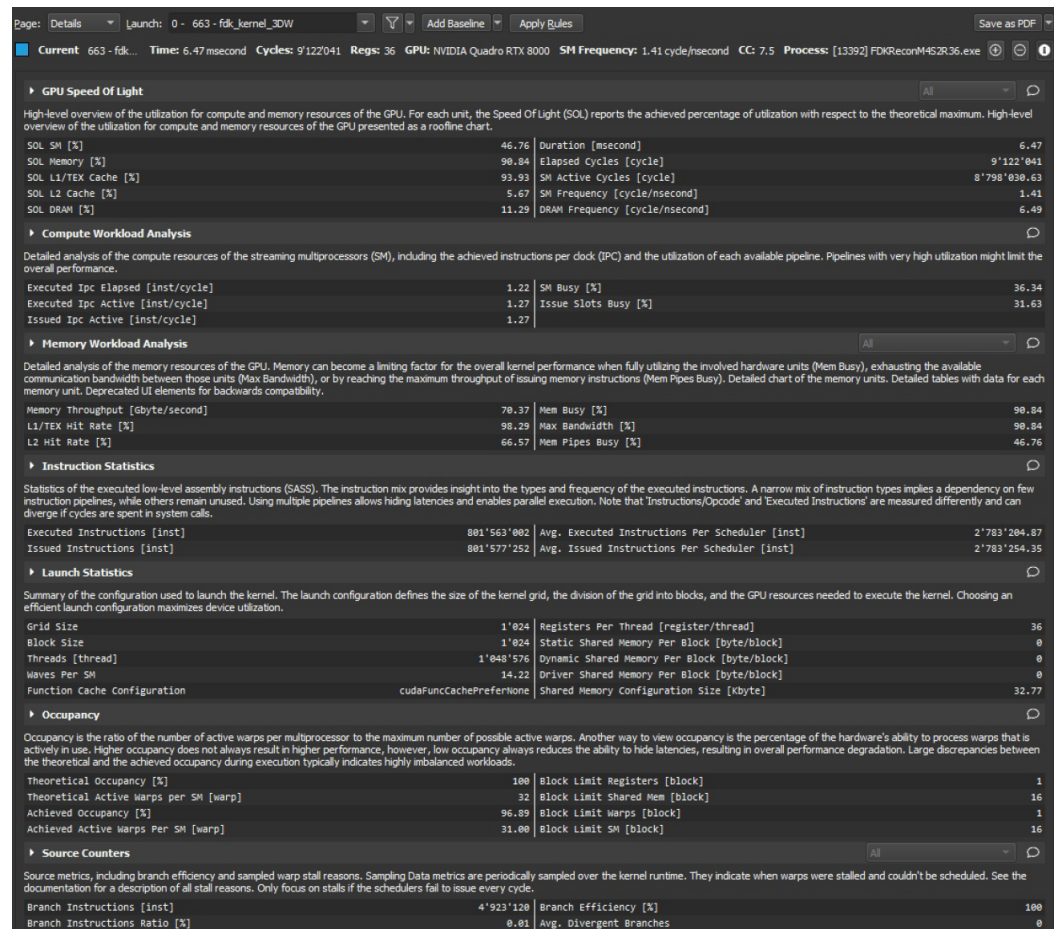 Page: Details Launch: 0 - 663 - fdk_kernel_3DW Add Baseline Apply Rules Save as PDF
Current 663 - fdk... Time: 6.47 msecond Cycles: 9'122'041 Regs: 36 GPU: NVIDIA Quadro RTX 8000 SM Frequency: 1.41 cycle/nsecond CC: 7.5 Process: [13392] FDKReconM4S2R36.exe
GPU Speed Of Light All
High-level overview of the utilization for compute and memory resources of the GPU. For each unit, the Speed Of Light (SOL) reports the achieved percentage of utilization with respect to the theoretical maximum. High-level
overview of the utilization for compute and memory resources of the GPU presented as a roofline chart.
SOL SM [%] 46.76 Duration [msecond] 6.47
SOL Memory [%] 90.84 Elapsed Cycles [cycle] 9'122'041
SOL L1/TEX Cache [%] 93.93 SM Active Cycles [cycle] 8'798'030.63
SOL L2 Cache [%] 5.67 SM Frequency [cycle/nsecond] 1.41
SOL DRAM [%] 11.29 DRAM Frequency [cycle/nsecond] 6.49
Compute Workload Analysis
Detailed analysis of the compute resources of the streaming multiprocessors (SM), including the achieved instructions per clock (IPC) and the utilization of each available pipeline. Pipelines with very high utilization might limit the
overall performance.
Executed Ipc Elapsed [inst/cycle] 1.22 SM Busy [%] 36.34
Executed Ipc Active [inst/cycle] 1.27 Issue Slots Busy [%] 31.63
Issued Ipc Active [inst/cycle] 1.27
Memory Workload Analysis All
Detailed analysis of the memory resources of the GPU. Memory can become a limiting factor for the overall kernel performance when fully utilizing the involved hardware units (Mem Busy), exhausting the available
communication bandwidth between those units (Max Bandwidth), or by reaching the maximum throughput of issuing memory instructions (Mem Pipes Busy). Detailed chart of the memory units. Detailed tables with data for each
memory unit. Deprecated UI elements for backwards compatibility.
Memory Throughput [Gbyte/second] 70.37 Mem Busy [%] 90.84
L1/TEX Hit Rate [%] 98.29 Max Bandwidth [%] 90.84
L2 Hit Rate [%] 66.57 Mem Pipes Busy [%] 46.76
Instruction Statistics
Statistics of the executed low-level assembly instructions (SASS). The instruction mix provides insight into the types and frequency of the executed instructions. A narrow mix of instruction types implies a dependency on few
instruction pipelines, while others remain unused. Using multiple pipelines allows hiding latencies and enables parallel execution. Note that 'Instructions/Opcode' and 'Executed Instructions' are measured differently and can
diverge if cycles are spent in system calls.
Executed Instructions [inst] 801'563'002 Avg. Executed Instructions Per Scheduler [inst] 2'783'204.87
Issued Instructions [inst] 801'577'252 Avg. Issued Instructions Per Scheduler [inst] 2'783'254.35
Launch Statistics
Summary of the configuration used to launch the kernel. The launch configuration defines the size of the kernel grid, the division of the grid into blocks, and the GPU resources needed to execute the kernel. Choosing an
efficient launch configuration maximizes device utilization.
Grid Size 1'024 Registers Per Thread [register/thread] 36
Block Size 1'024 Static Shared Memory Per Block [byte/block] 0
Threads [thread] 1'048'576 Dynamic Shared Memory Per Block [byte/block] 0
Waves Per SM 14.22 Driver Shared Memory Per Block [byte/block] 0
Function Cache Configuration cudaFuncCachePreferNone Shared Memory Configuration Size [Kbyte] 32.77
Occupancy
Occupancy is the ratio of the number of active warps per multiprocessor to the maximum number of possible active warps. Another way to view occupancy is the percentage of the hardware's ability to process warps that is
actively in use. Higher occupancy does not always result in higher performance, however, low occupancy always reduces the ability to hide latencies, resulting in overall performance degradation. Large discrepancies between
the theoretical and the achieved occupancy during execution typically indicates highly imbalanced workloads.
Theoretical Occupancy [%] 100 Block Limit Registers [block] 1
Theoretical Active Warps per SM [warp] 32 Block Limit Shared Mem [block] 16
Achieved Occupancy [%] 96.89 Block Limit Warps [block] 1
Achieved Active Warps Per SM [warp] 31.00 Block Limit SM [block] 16
Source Counters All
Source metrics, including branch efficiency and sampled warp stall reasons. Sampling Data metrics are periodically sampled over the kernel runtime. They indicate when warps were stalled and couldn't be scheduled. See the
documentation for a description of all stall reasons. Only focus on stalls if the schedulers fail to issue every cycle.
Branch Instructions [inst] 4'923'120 Branch Efficiency [%] 100
Branch Instructions Ratio [%] 0.01 Avg. Divergent Branches 0